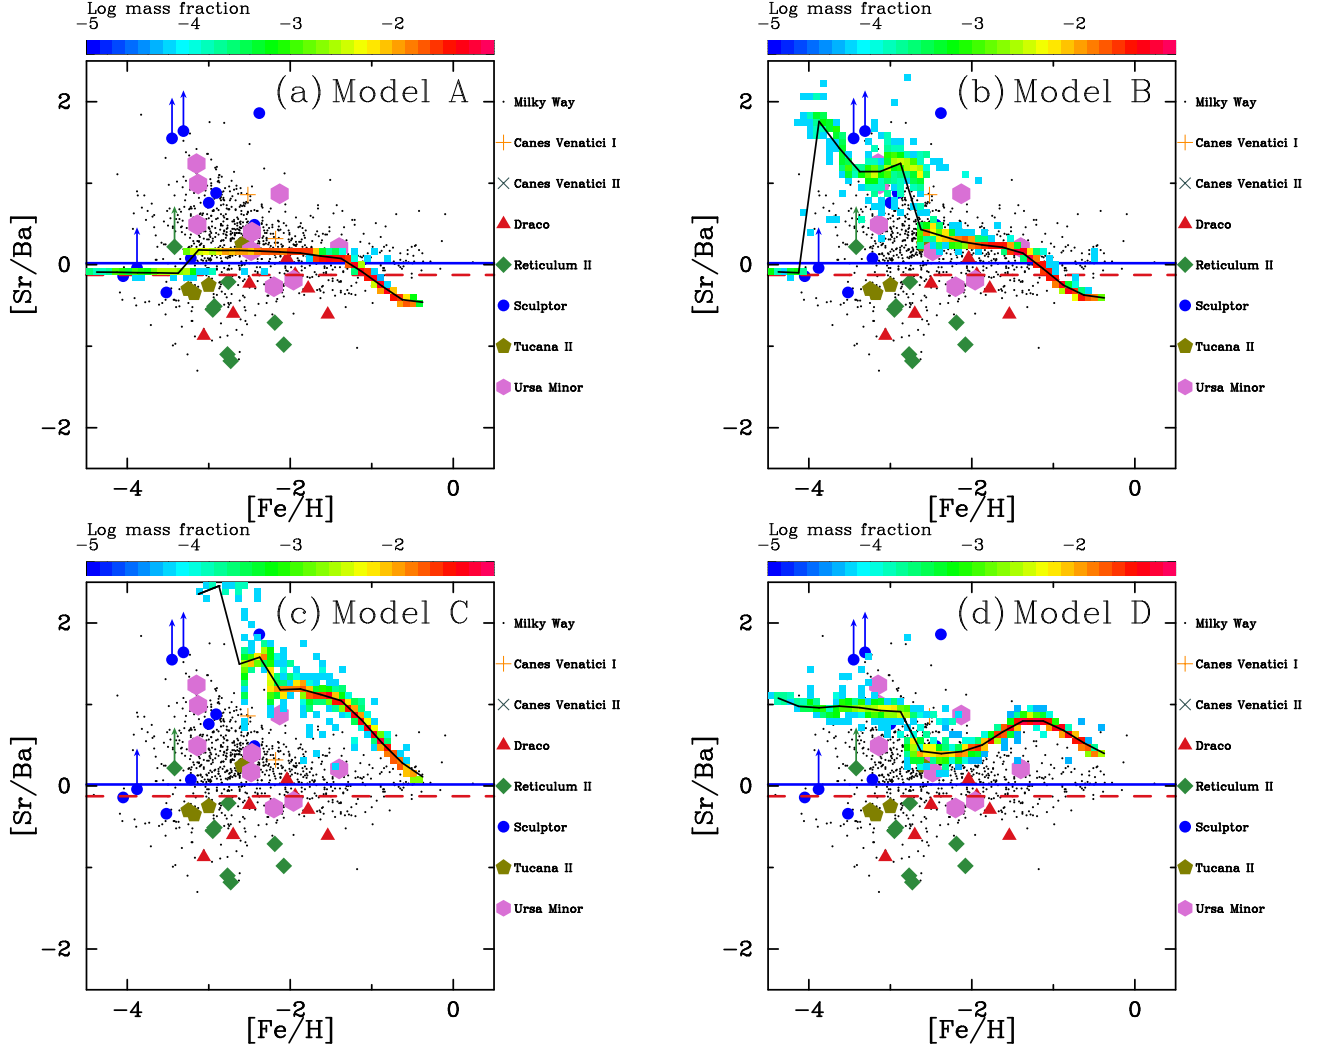 Log mass fraction
-5 -4 -3 -2
(a) Model A
2
0
-2
[Sr/Ba]
-4 -2 0
[Fe/H]
Milky Way
Canes Venatici I
Canes Venatici II
Draco
Reticulum II
Sculptor
Tucana II
Ursa Minor
Log mass fraction
-5 -4 -3 -2
(b) Model B
2
0
-2
[Sr/Ba]
-4 -2 0
[Fe/H]
Milky Way
Canes Venatici I
Canes Venatici II
Draco
Reticulum II
Sculptor
Tucana II
Ursa Minor
Log mass fraction
-5 -4 -3 -2
(c) Model C
2
0
-2
[Sr/Ba]
-4 -2 0
[Fe/H]
Milky Way
Canes Venatici I
Canes Venatici II
Draco
Reticulum II
Sculptor
Tucana II
Ursa Minor
Log mass fraction
-5 -4 -3 -2
(d) Model D
2
0
-2
[Sr/Ba]
-4 -2 0
[Fe/H]
Milky Way
Canes Venatici I
Canes Venatici II
Draco
Reticulum II
Sculptor
Tucana II
Ursa Minor